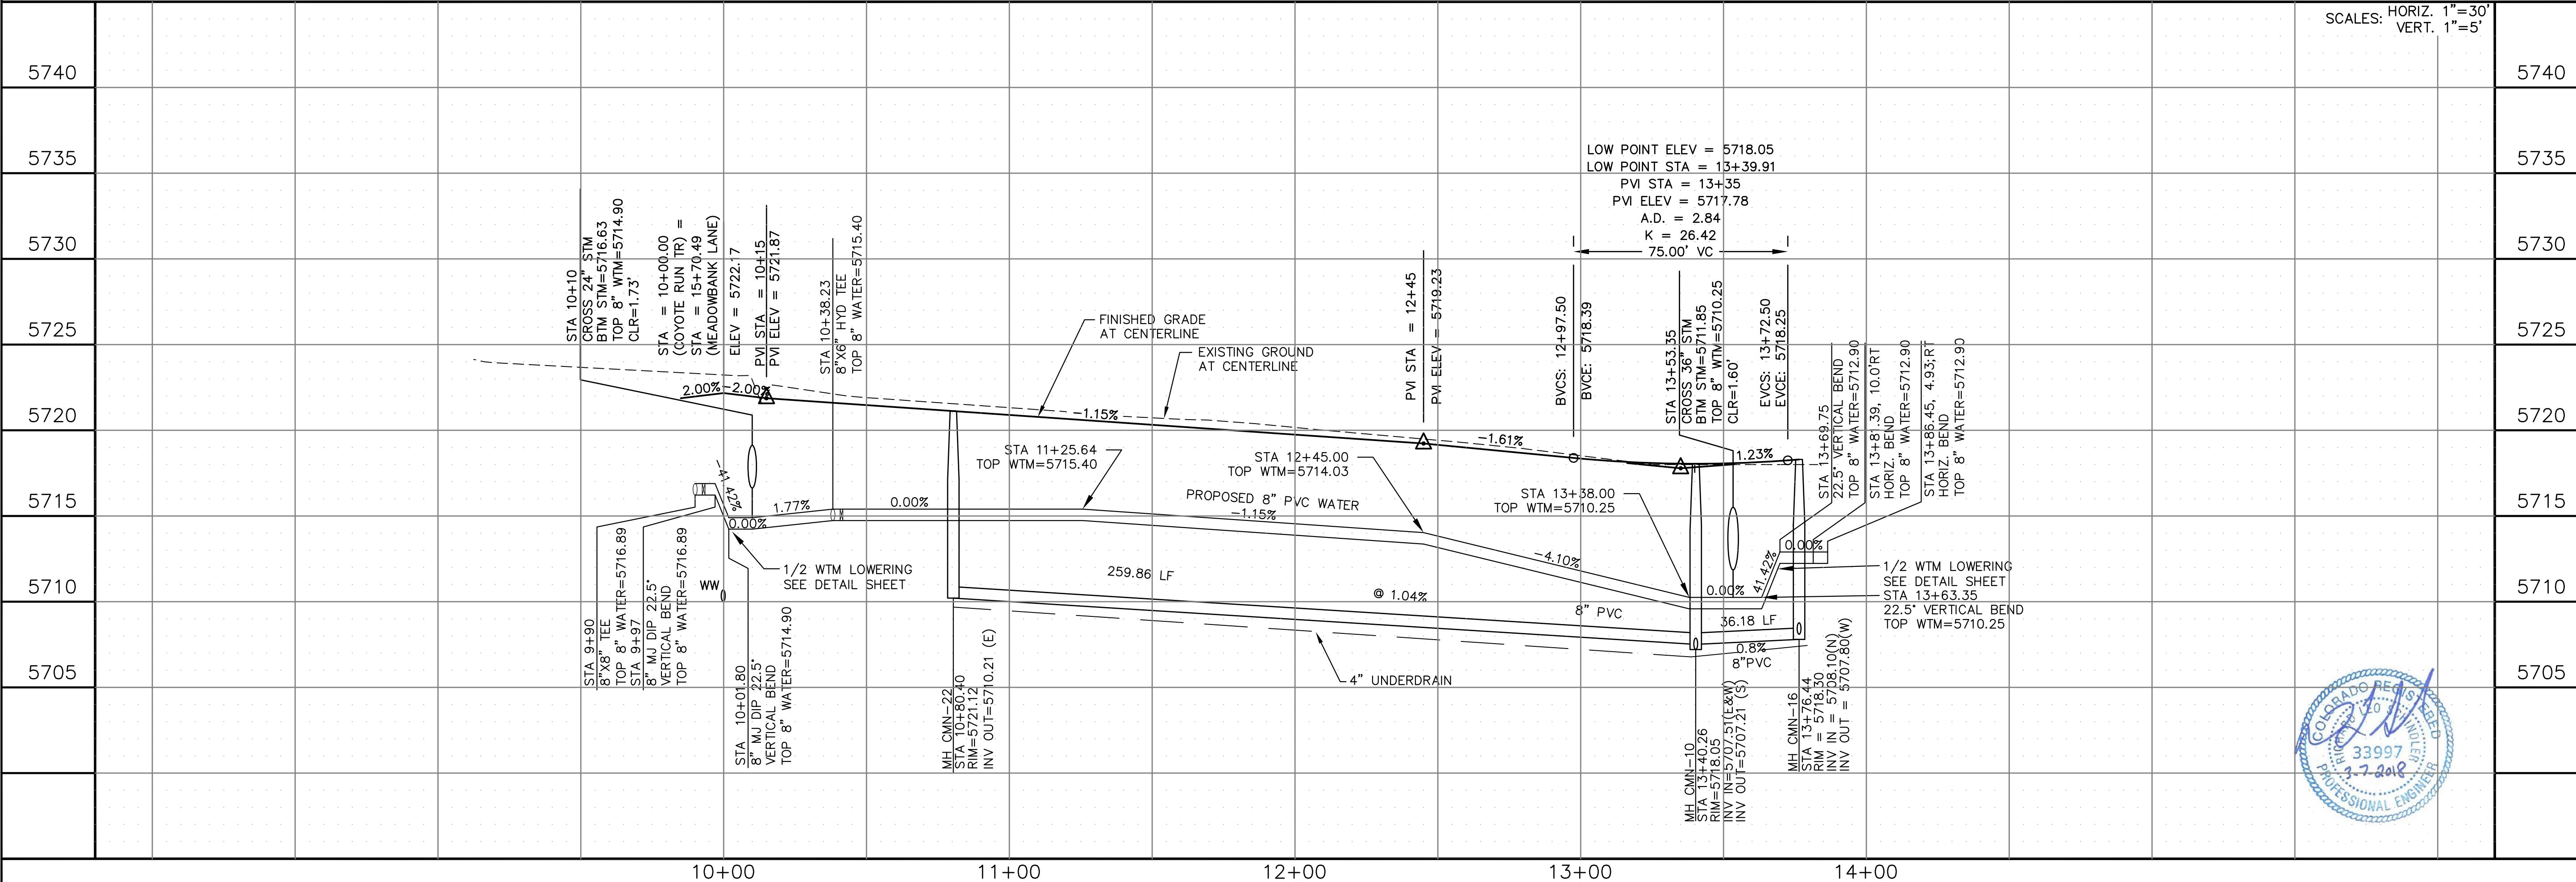 SCALES: HORIZ. 1"=30'
VERT. 1"=5'
5740
5735
5730
5725
5720
5715
5710
5705
5740
5735
5730
5725
5720
5715
5710
5705
STA 10+10
CROSS 24" STM
BTM STM=5716.63
TOP 8" WTM=5714.90
CLR=1.73'
STA = 10+00.00
(COYOTE RUN TR) =
STA = 15+70.49
(MEADOWBANK LANE)
ELEV = 5722.17
PVI STA = 10+15
PVI ELEV = 5721.87
STA 10+38.23
8"X6" HYD TEE
TOP 8" WATER=5715.40
2.00%
-2.00%
FINISHED GRADE
AT CENTERLINE
EXISTING GROUND
AT CENTERLINE
-1.15%
PVI STA = 12+45
PVI ELEV = 5719.23
-1.61%
LOW POINT ELEV = 5718.05
LOW POINT STA = 13+39.91
PVI STA = 13+35
PVI ELEV = 5717.78
A.D. = 2.84
K = 26.42
75.00' VC
BVCS: 12+97.50
BVCE: 5718.39
STA 13+53.35
CROSS 36" STM
BTM STM=5711.85
TOP 8" WTM=5710.25
CLR=1.60'
EVCS: 13+72.50
EVCE: 5718.25
1.23%
STA 13+69.75
22.5° VERTICAL BEND
TOP 8" WATER=5712.90
STA 13+81.39, 10.0'RT
HORIZ. BEND
TOP 8" WATER=5712.90
STA 13+86.45, 4.93;RT
HORIZ. BEND
TOP 8" WATER=5712.90
-41.42%
0.00%
1.77%
0.00%
STA 11+25.64
TOP WTM=5715.40
PROPOSED 8" PVC WATER
-1.15%
STA 12+45.00
TOP WTM=5714.03
-4.10%
STA 13+38.00
TOP WTM=5710.25
0.00%
41.42%
0.00%
1/2 WTM LOWERING
SEE DETAIL SHEET
STA 13+63.35
22.5° VERTICAL BEND
TOP WTM=5710.25
1/2 WTM LOWERING
SEE DETAIL SHEET
WW
STA 9+90
8"X8" TEE
TOP 8" WATER=5716.89
STA 9+97
8" MJ DIP 22.5°
VERTICAL BEND
TOP 8" WATER=5716.89
STA 10+01.80
8" MJ DIP 22.5°
VERTICAL BEND
TOP 8" WATER=5714.90
259.86 LF
@ 1.04%
8" PVC
36.18 LF
0.8%
8"PVC
4" UNDERDRAIN
MH CMN-22
STA 10+80.40
RIM=5721.12
INV OUT=5710.21 (E)
MH CMN-10
STA 13+40.26
RIM=5718.05
INV IN=5707.51(E&W)
INV OUT=5707.21 (S)
MH CMN-16
STA 13+76.44
RIM = 5718.30
INV IN = 5708.10(N)
INV OUT = 5707.80(W)
COLORADO REGISTERED
33997
3-7-2018
PROFESSIONAL ENGINEER
10+00
11+00
12+00
13+00
14+00